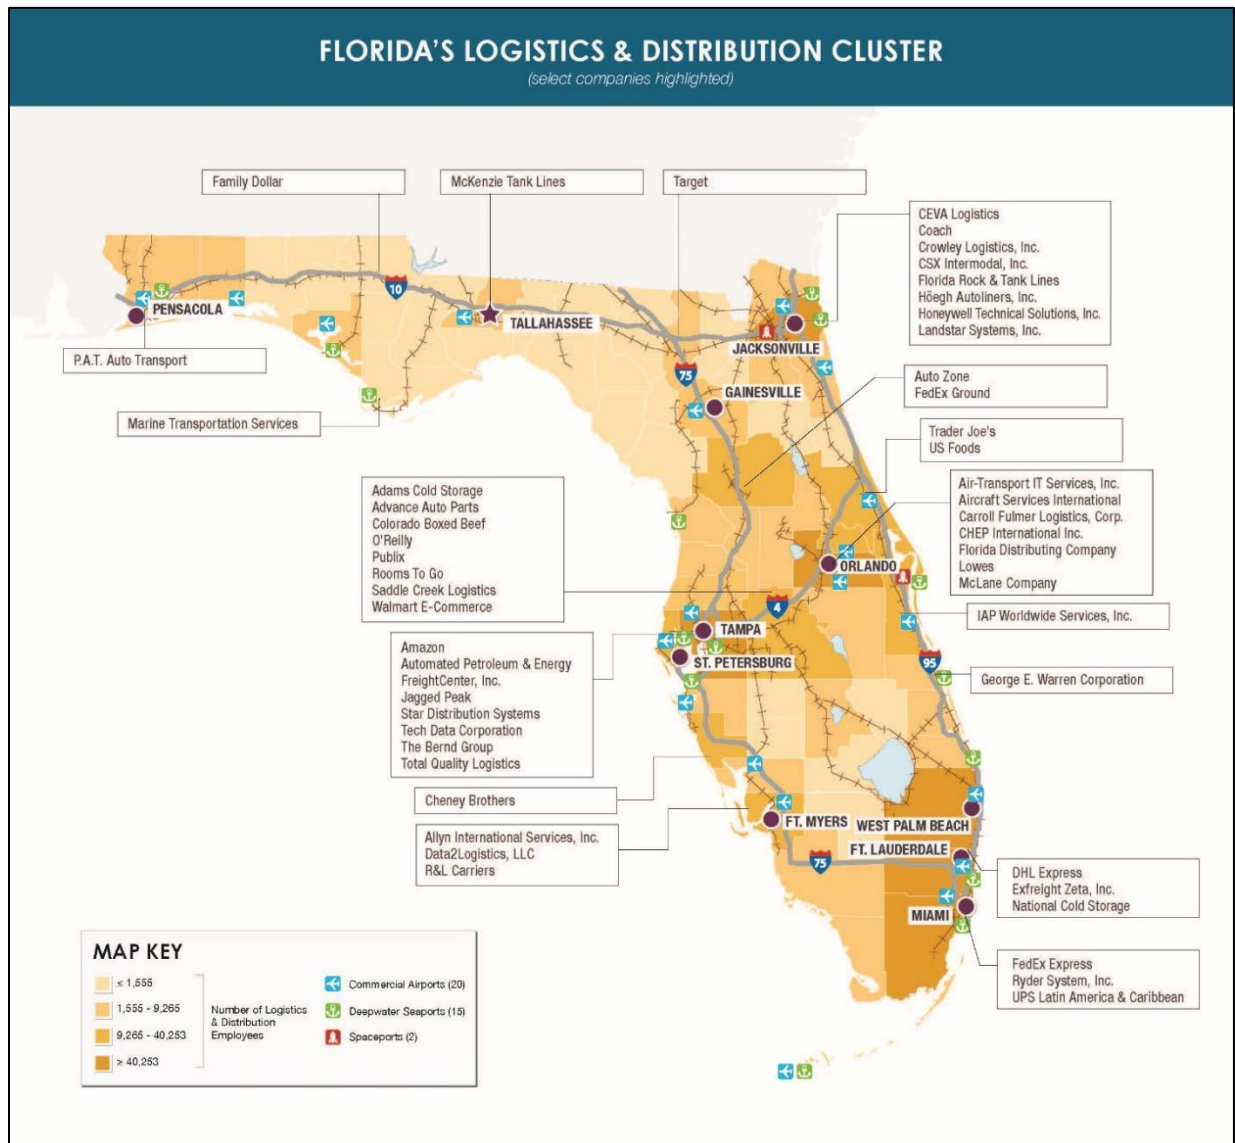 FLORIDA'S LOGISTICS & DISTRIBUTION CLUSTER
(select companies highlighted)
Family Dollar
McKenzie Tank Lines
Target
CEVA Logistics
Coach
Crowley Logistics, Inc.
CSX Intermodal, Inc.
Florida Rock & Tank Lines
Höegh Autoliners, Inc.
Honeywell Technical Solutions, Inc.
Landstar Systems, Inc.
10
PENSACOLA
TALLAHASSEE
JACKSONVILLE
P.A.T. Auto Transport
75
GAINESVILLE
Auto Zone
FedEx Ground
Marine Transportation Services
Trader Joe's
US Foods
Adams Cold Storage
Advance Auto Parts
Colorado Boxed Beef
O'Reilly
Publix
Rooms To Go
Saddle Creek Logistics
Walmart E-Commerce
Air-Transport IT Services, Inc.
Aircraft Services International
Carroll Fulmer Logistics, Corp.
CHEP International Inc.
Florida Distributing Company
Lowes
McLane Company
ORLANDO
4
IAP Worldwide Services, Inc.
TAMPA
ST. PETERSBURG
95
Amazon
Automated Petroleum & Energy
FreightCenter, Inc.
Jagged Peak
Star Distribution Systems
Tech Data Corporation
The Bernd Group
Total Quality Logistics
George E. Warren Corporation
Cheney Brothers
FT. MYERS
WEST PALM BEACH
Allyn International Services, Inc.
Data2Logistics, LLC
R&L Carriers
FT. LAUDERDALE
75
DHL Express
Exfreight Zeta, Inc.
National Cold Storage
MIAMI
FedEx Express
Ryder System, Inc.
UPS Latin America & Caribbean
MAP KEY
≤ 1,555
1,555 - 9,265
9,265 - 40,253
≥ 40,253
Number of Logistics
& Distribution
Employees
Commercial Airports (20)
Deepwater Seaports (15)
Spaceports (2)